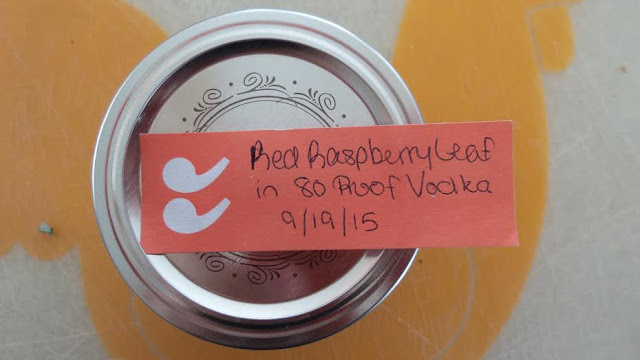 Red Raspberry Leaf
in 80 Proof Vodka
9/19/15